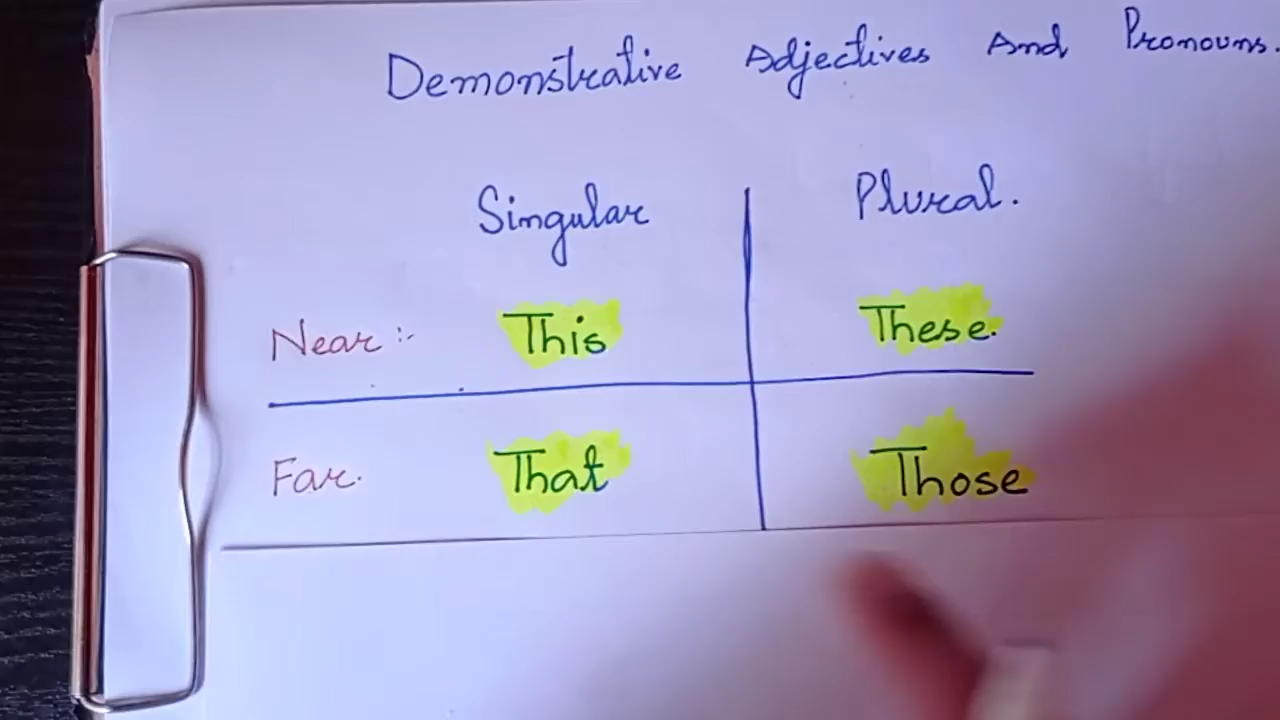 Demonstrative Adjectives And Pronouns.
Singular Plural.
Near :- This These.
Far. That Those